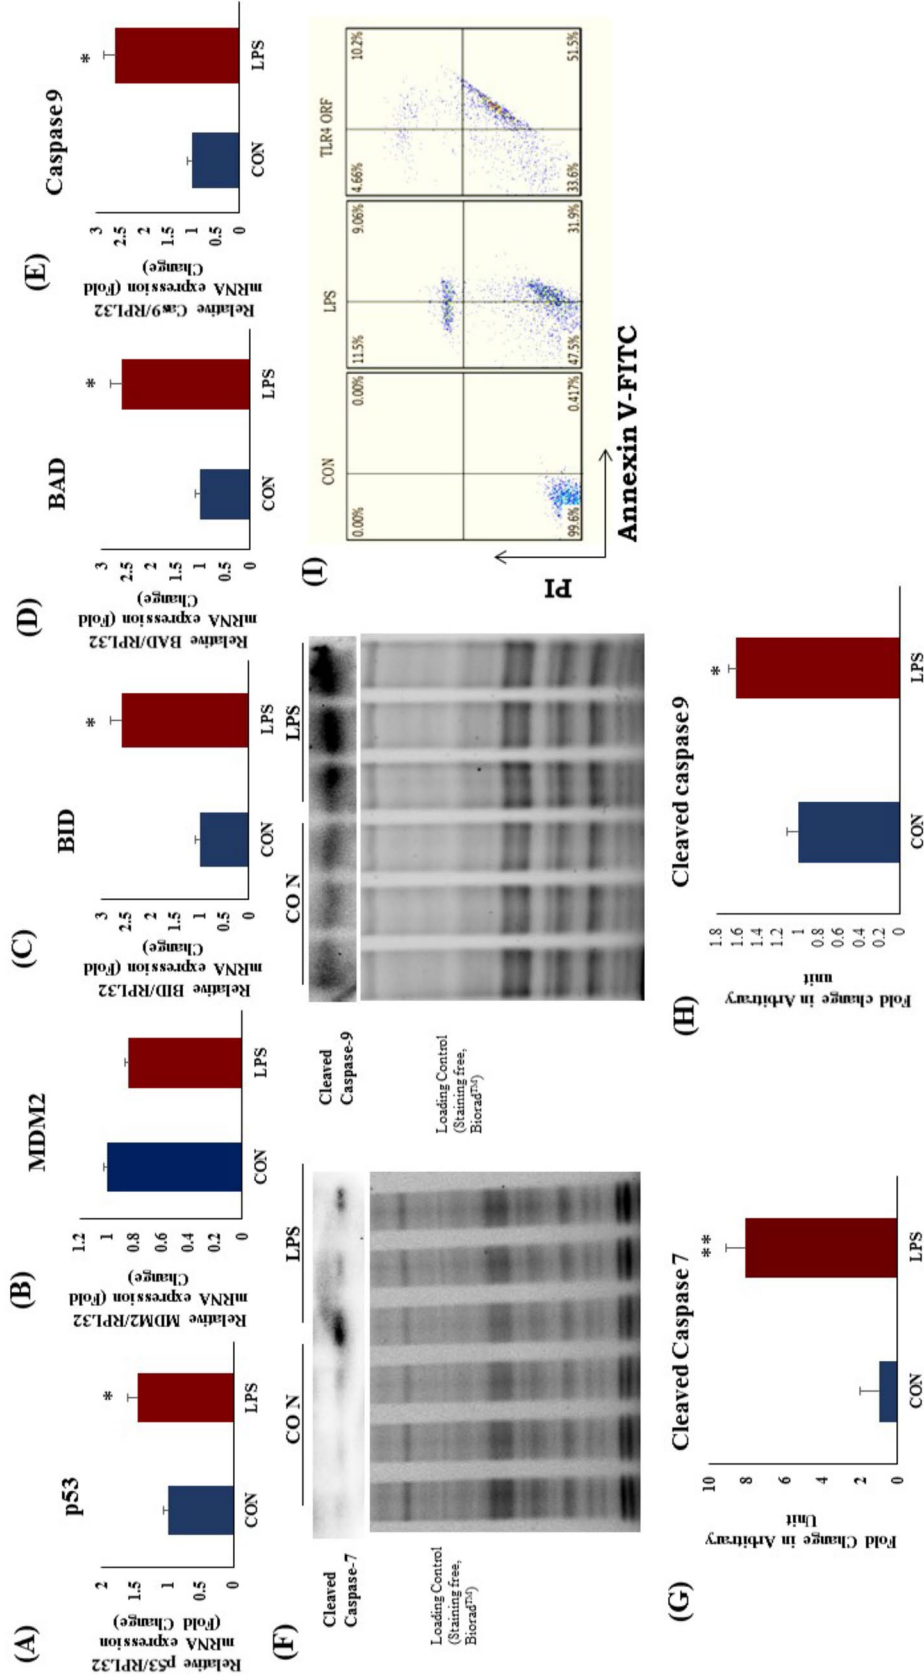 (A)
p53
Relative p53/RPL32
mRNA expression
(Fold Change)
2
1.5
1
0.5
0
*
CON
LPS
(B)
MDM2
Relative MDM2/RPL32
mRNA expression (Fold
Change)
1.2
1
0.8
0.6
0.4
0.2
0
CON
LPS
(C)
BID
Relative BID/RPL32
mRNA expression (Fold
Change)
3
2.5
2
1.5
1
0.5
0
*
CON
LPS
(D)
BAD
Relative BAD/RPL32
mRNA expression (Fold
Change)
3
2.5
2
1.5
1
0.5
0
*
CON
LPS
(E)
Caspase 9
Relative Cas9/RPL32
mRNA expression (Fold
Change)
3
2.5
2
1.5
1
0.5
0
*
CON
LPS
(F)
CO N
LPS
Cleaved
Caspase-7
Loading Control
(Staining free,
Biorad™)
CO N
LPS
Cleaved
Caspase-9
Loading Control
(Staining free,
Biorad™)
(I)
CON
0.00%
0.00%
99.6%
0.417%
LPS
11.5%
9.06%
47.5%
31.9%
TLR4 ORF
4.66%
10.2%
33.6%
51.5%
PI
Annexin V-FITC
(G)
Cleaved Caspase 7
Fold Change in Arbitrary
Unit
10
8
6
4
2
0
**
CON
LPS
(H)
Cleaved caspase 9
Fold change in Arbitrary
unit
1.8
1.6
1.4
1.2
1
0.8
0.6
0.4
0.2
0
*
CON
LPS